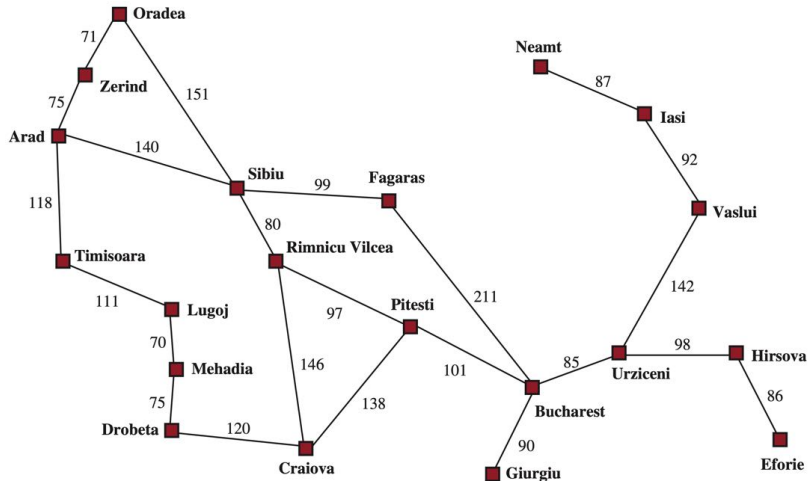 Oradea
71
Neamt
Zerind
87
151
75
Iasi
Arad
140
92
Sibiu
99
Fagaras
118
Vaslui
80
Timisoara
Rimnicu Vilcea
142
111
Lugoj
97
Pitesti
211
70
98
Hirsova
Mehadia
146
101
85
Urziceni
86
75
138
Bucharest
Drobeta
120
90
Eforie
Craiova
Giurgiu